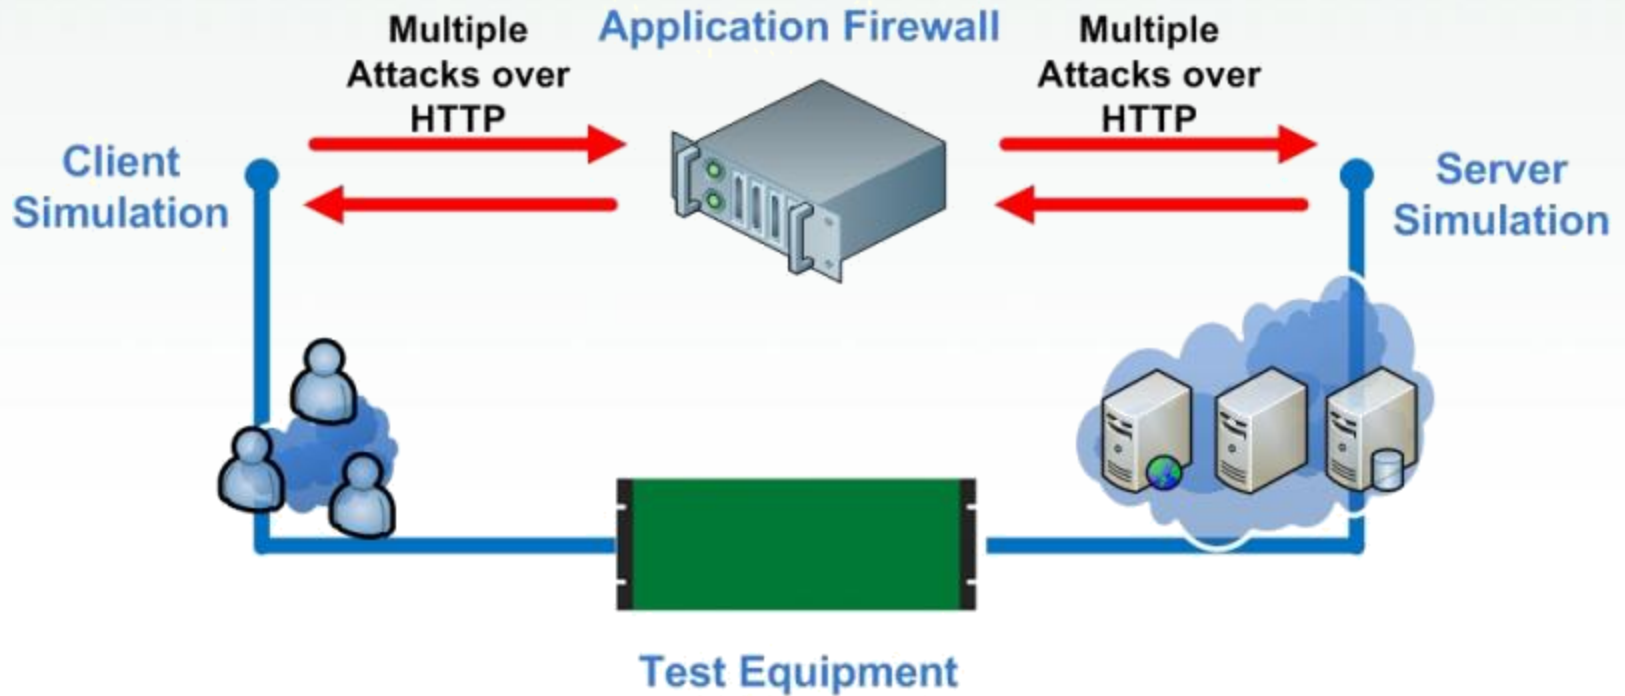 Multiple
Attacks over
HTTP
Application Firewall
Multiple
Attacks over
HTTP
Client
Simulation
Server
Simulation
Test Equipment